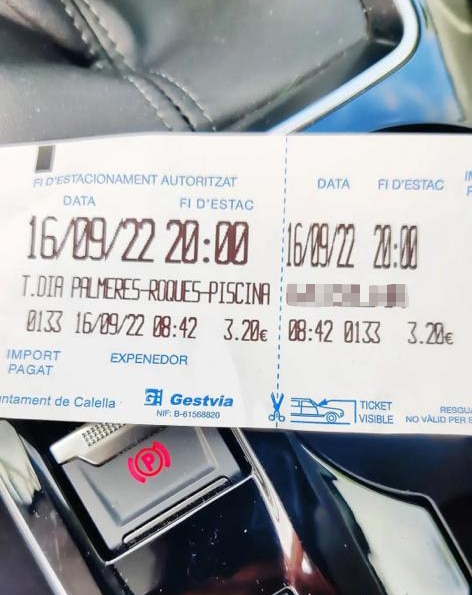 FI D'ESTACIONAMENT AUTORITZAT
DATA FI D'ESTAC
16/09/22 20:00
T.DIA PALMERES-ROQUES-PISCINA
0133 16/09/22 08:42 3.20€
IMPORT PAGAT
EXPENEDOR
de Calella
Gestvia
NIF: B-61568820
DATA FI D'ESTAC
16/09/22 20:00
08:42 0133 3.20€
TICKET
VISIBLE
NO VÀLID PER
P